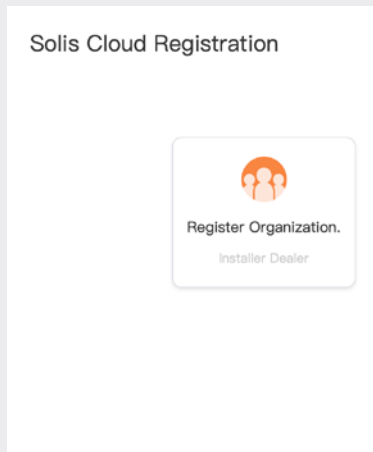 Solis Cloud Registration
Register Organization.
Installer Dealer